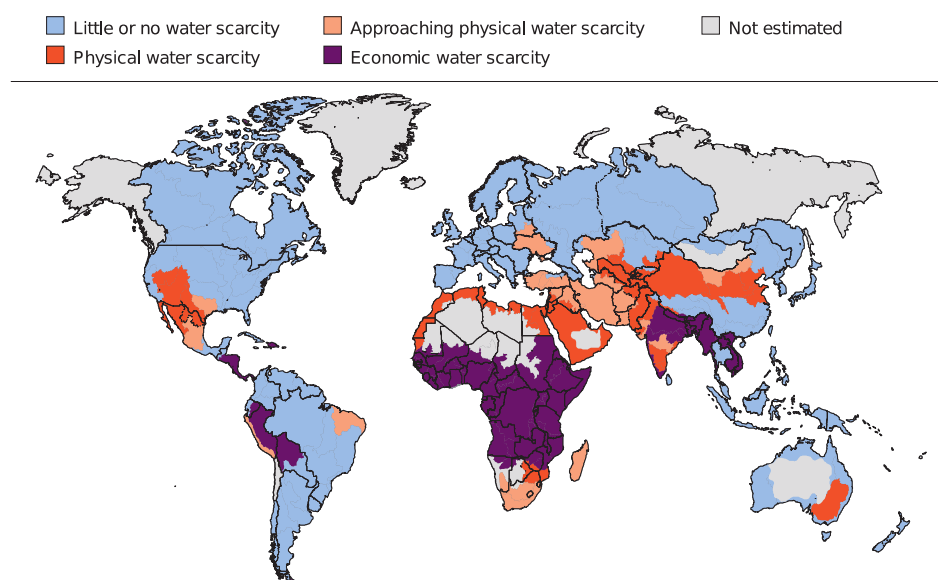 Little or no water scarcity
Approaching physical water scarcity
Not estimated
Physical water scarcity
Economic water scarcity